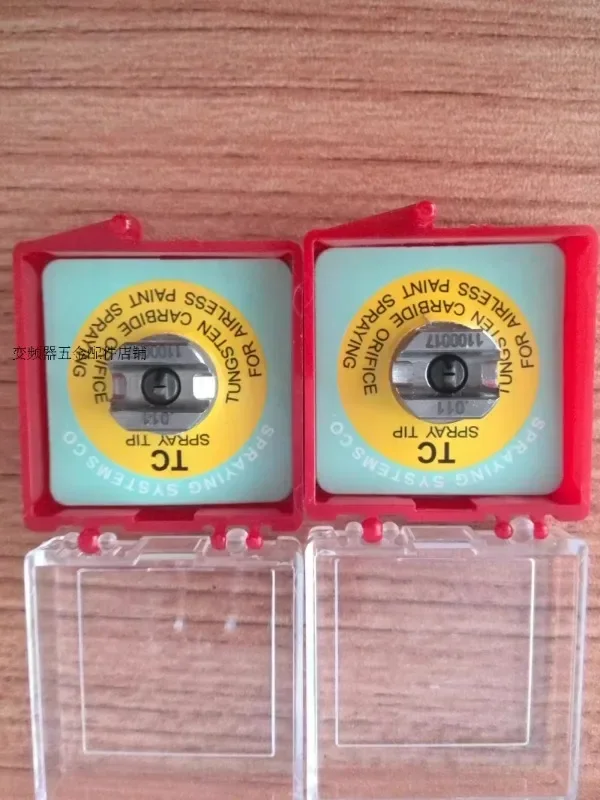 变频器五金配件店铺
SPRAYING SYSTEMS CO
TC
SPRAY TIP
TUNGSTEN CARBIDE ORIFICE
FOR AIRLESS PAINT SPRAYING
SPRAYING SYSTEMS CO
TC
SPRAY TIP
.011
1100017
TUNGSTEN CARBIDE ORIFICE
FOR AIRLESS PAINT SPRAYING